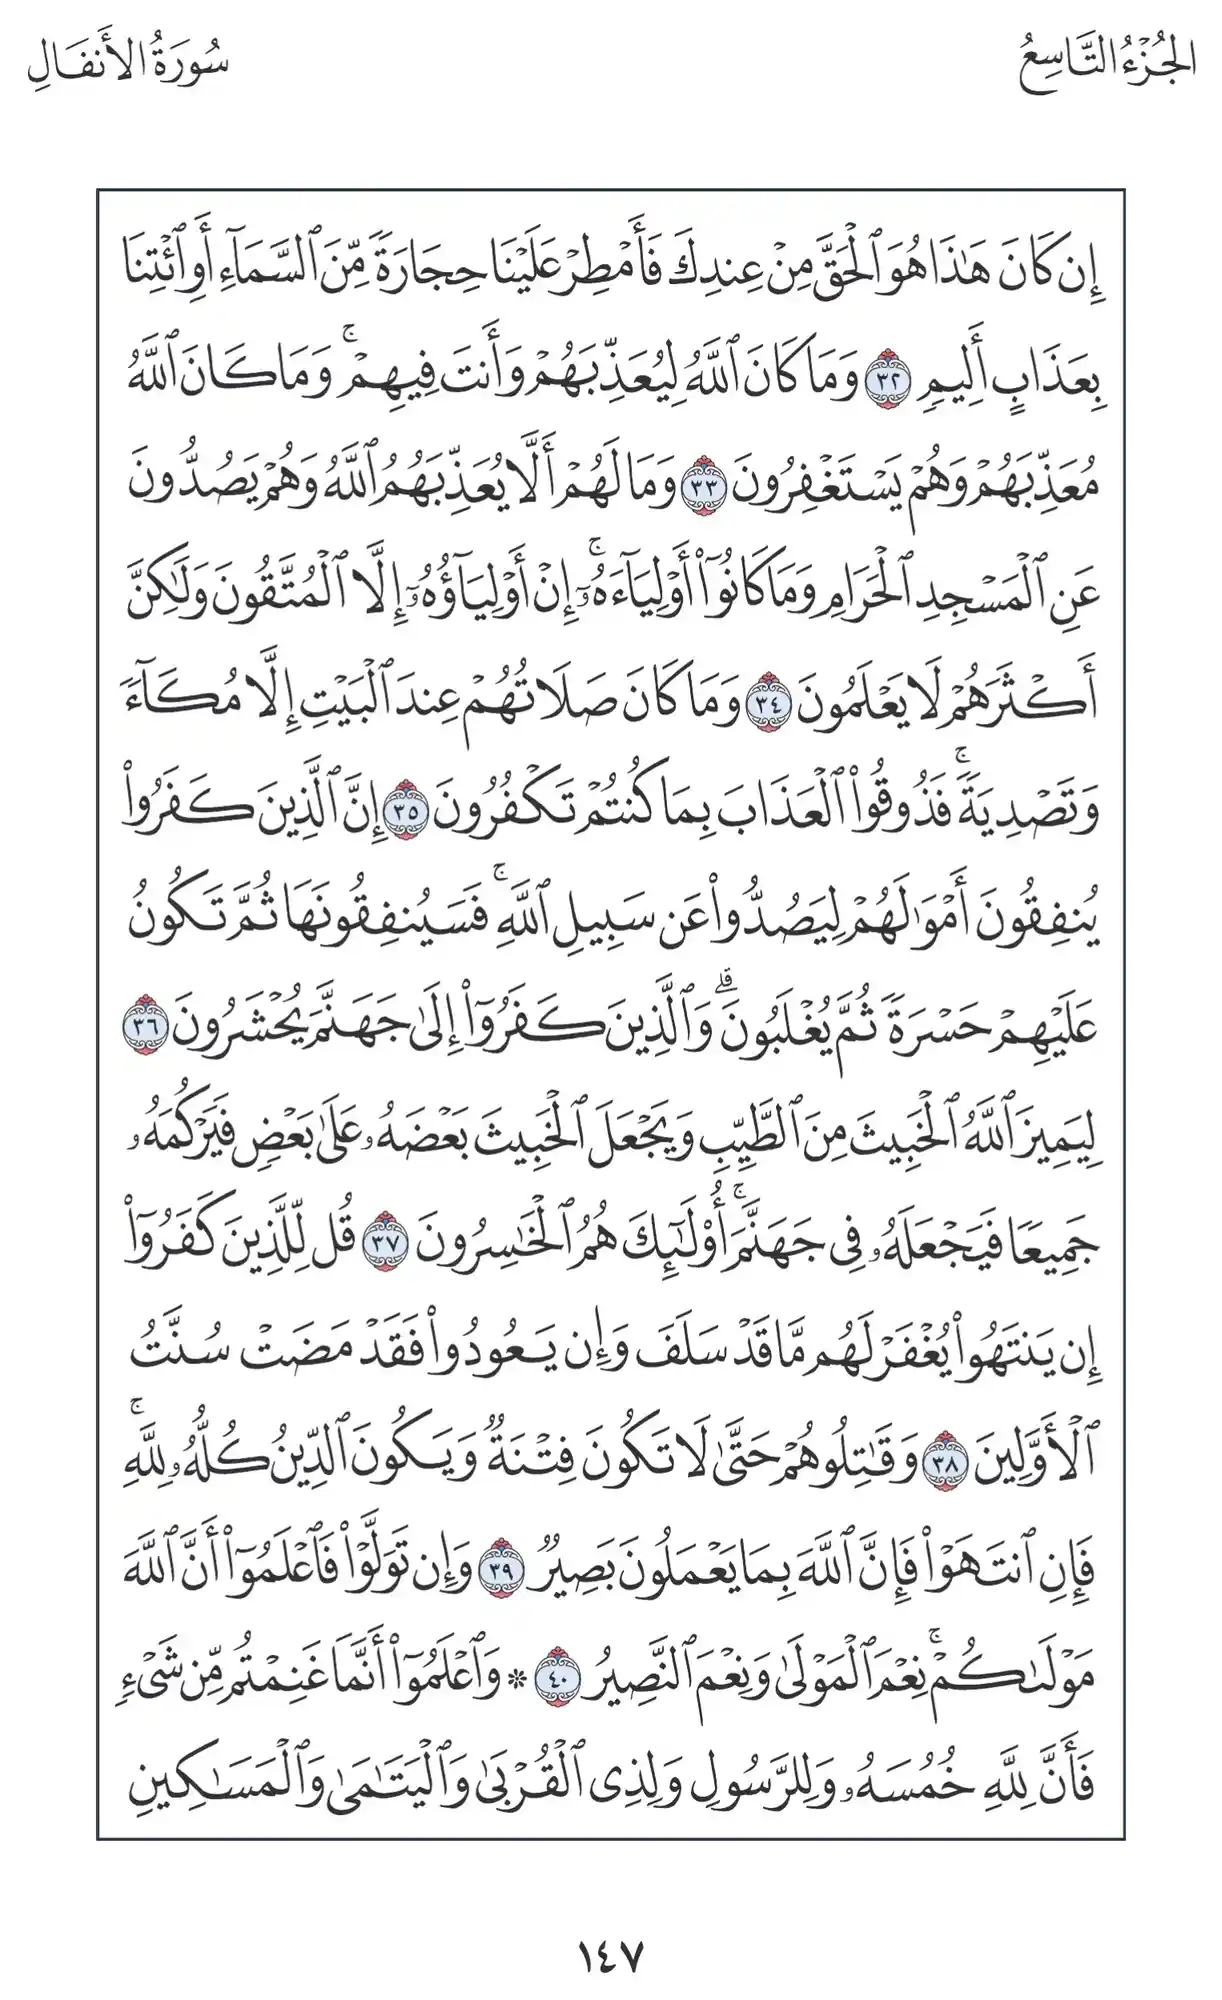 الجُزْءُ التَّاسِعُ
سُورَةُ الأَنفَالِ
إِن كَانَ هَٰذَا هُوَ ٱلْحَقَّ مِنْ عِندِكَ فَأَمْطِرْ عَلَيْنَا حِجَارَةً مِّنَ ٱلسَّمَآءِ أَوِ ٱئْتِنَا
بِعَذَابٍ أَلِيمٍ ٣٢ وَمَا كَانَ ٱللَّهُ لِيُعَذِّبَهُمْ وَأَنتَ فِيهِمْ ۚ وَمَا كَانَ ٱللَّهُ
مُعَذِّبَهُمْ وَهُمْ يَسْتَغْفِرُونَ ٣٣ وَمَا لَهُمْ أَلَّا يُعَذِّبَهُمُ ٱللَّهُ وَهُمْ يَصُدُّونَ
عَنِ ٱلْمَسْجِدِ ٱلْحَرَامِ وَمَا كَانُوٓا۟ أَوْلِيَآءَهُۥٓ ۚ إِنْ أَوْلِيَآؤُهُۥٓ إِلَّا ٱلْمُتَّقُونَ وَلَٰكِنَّ
أَكْثَرَهُمْ لَا يَعْلَمُونَ ٣٤ وَمَا كَانَ صَلَاتُهُمْ عِندَ ٱلْبَيْتِ إِلَّا مُكَآءً
وَتَصْدِيَةً ۚ فَذُوقُوا۟ ٱلْعَذَابَ بِمَا كُنتُمْ تَكْفُرُونَ ٣٥ إِنَّ ٱلَّذِينَ كَفَرُوا۟
يُنفِقُونَ أَمْوَٰلَهُمْ لِيَصُدُّوا۟ عَن سَبِيلِ ٱللَّهِ ۚ فَسَيُنفِقُونَهَا ثُمَّ تَكُونُ
عَلَيْهِمْ حَسْرَةً ثُمَّ يُغْلَبُونَ ۗ وَٱلَّذِينَ كَفَرُوٓا۟ إِلَىٰ جَهَنَّمَ يُحْشَرُونَ ٣٦
لِيَمِيزَ ٱللَّهُ ٱلْخَبِيثَ مِنَ ٱلطَّيِّبِ وَيَجْعَلَ ٱلْخَبِيثَ بَعْضَهُۥ عَلَىٰ بَعْضٍ فَيَرْكُمَهُۥ
جَمِيعًا فَيَجْعَلَهُۥ فِى جَهَنَّمَ ۚ أُو۟لَٰٓئِكَ هُمُ ٱلْخَٰسِرُونَ ٣٧ قُل لِّلَّذِينَ كَفَرُوٓا۟
إِن يَنتَهُوا۟ يُغْفَرْ لَهُم مَّا قَدْ سَلَفَ وَإِن يَعُودُوا۟ فَقَدْ مَضَتْ سُنَّتُ
ٱلْأَوَّلِينَ ٣٨ وَقَٰتِلُوهُمْ حَتَّىٰ لَا تَكُونَ فِتْنَةٌ وَيَكُونَ ٱلدِّينُ كُلُّهُۥ لِلَّهِ ۚ
فَإِنِ ٱنتَهَوْا۟ فَإِنَّ ٱللَّهَ بِمَا يَعْمَلُونَ بَصِيرٌ ٣٩ وَإِن تَوَلَّوْا۟ فَٱعْلَمُوٓا۟ أَنَّ ٱللَّهَ
مَوْلَىٰكُمْ ۚ نِعْمَ ٱلْمَوْلَىٰ وَنِعْمَ ٱلنَّصِيرُ ٤٠ * وَٱعْلَمُوٓا۟ أَنَّمَا غَنِمْتُم مِّن شَىْءٍ
فَأَنَّ لِلَّهِ خُمُسَهُۥ وَلِلرَّسُولِ وَلِذِى ٱلْقُرْبَىٰ وَٱلْيَتَٰمَىٰ وَٱلْمَسَٰكِينِ
١٤٧